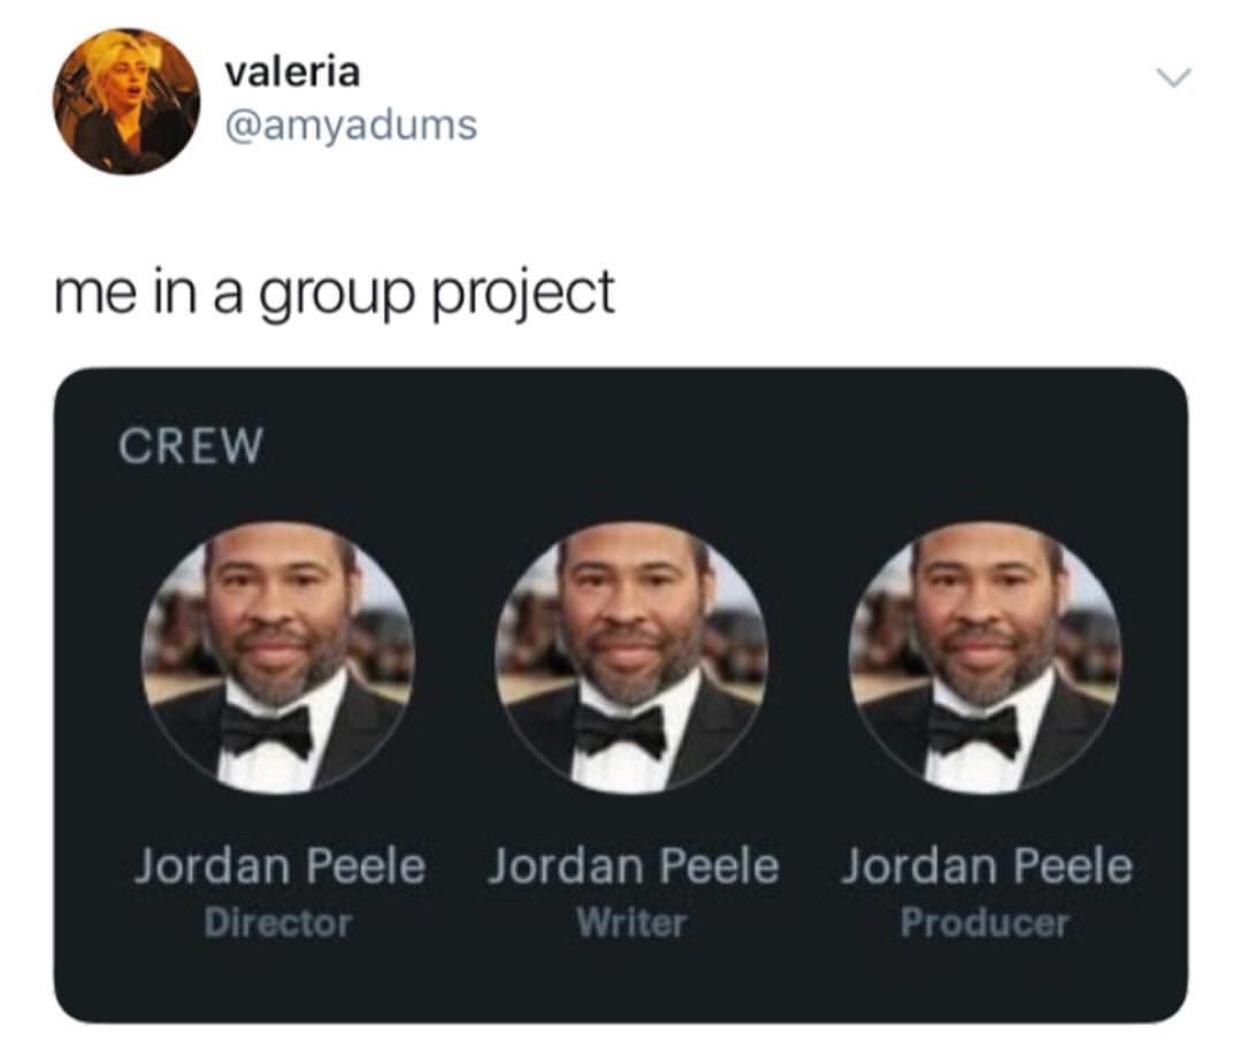 valeria
@amyadums
me in a group project
CREW
Jordan Peele Jordan Peele Jordan Peele
Director Writer Producer